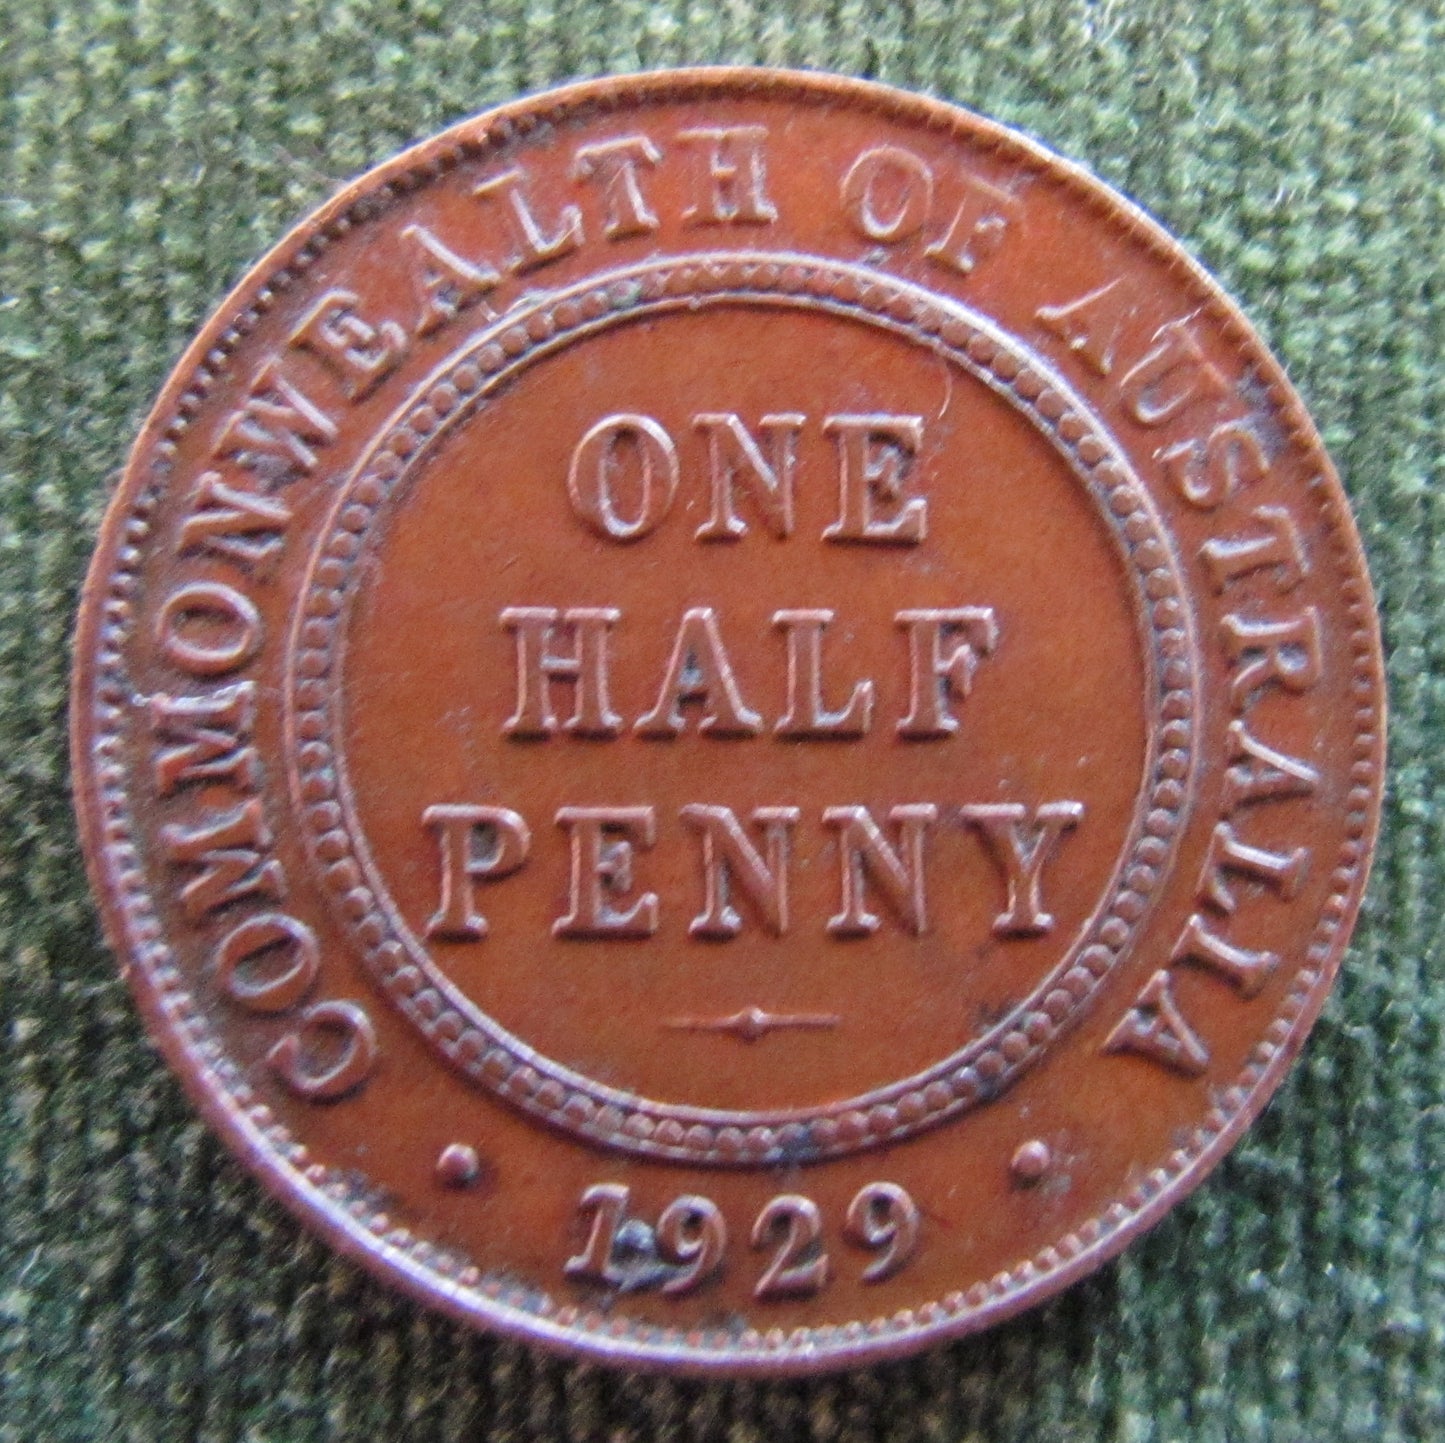 COMMONWEALTH OF AUSTRALIA
ONE
HALF
PENNY
1929